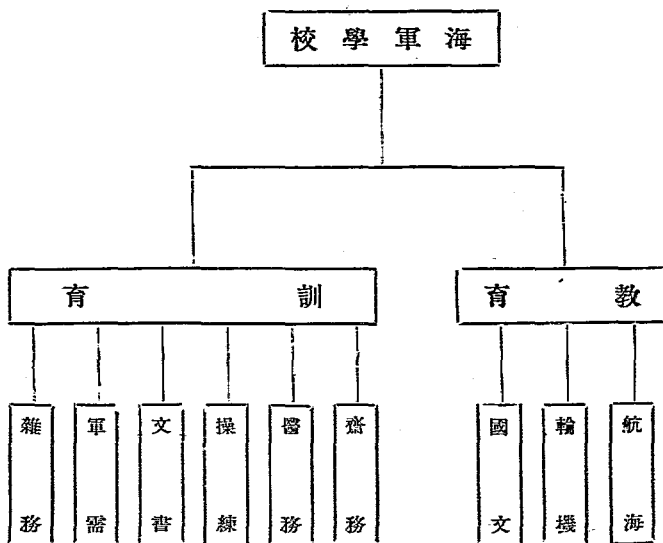 海軍學校
教育
訓育
航海
輪機
國文
齋務
醫務
操練
文書
軍需
雜務